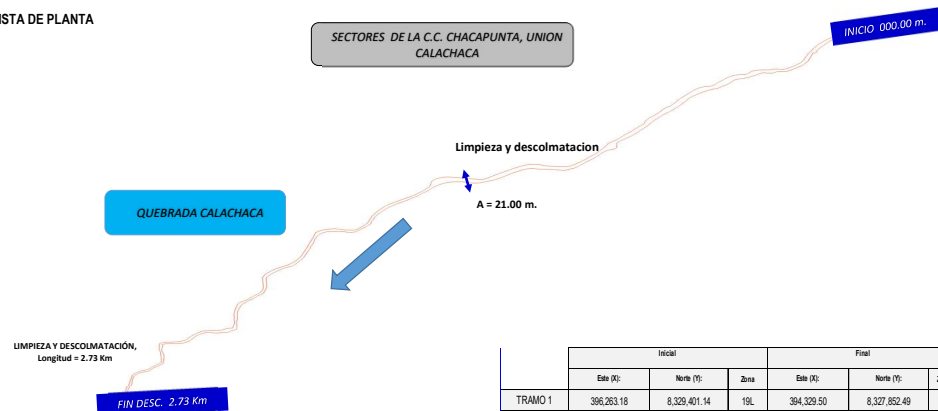 ISTA DE PLANTA
SECTORES DE LA C.C. CHACAPUNTA, UNION
CALACHACA
INICIO 000.00 m.
Limpieza y descolmatacion
A = 21.00 m.
QUEBRADA CALACHACA
LIMPIEZA Y DESCOLMATACIÓN,
Longitud = 2.73 Km
FIN DESC. 2.73 Km
Inicial Final
Este (X): Norte (Y): Zona Este (X): Norte (Y):
TRAMO 1 396,263.18 8,329,401.14 19L 394,329.50 8,327,852.49